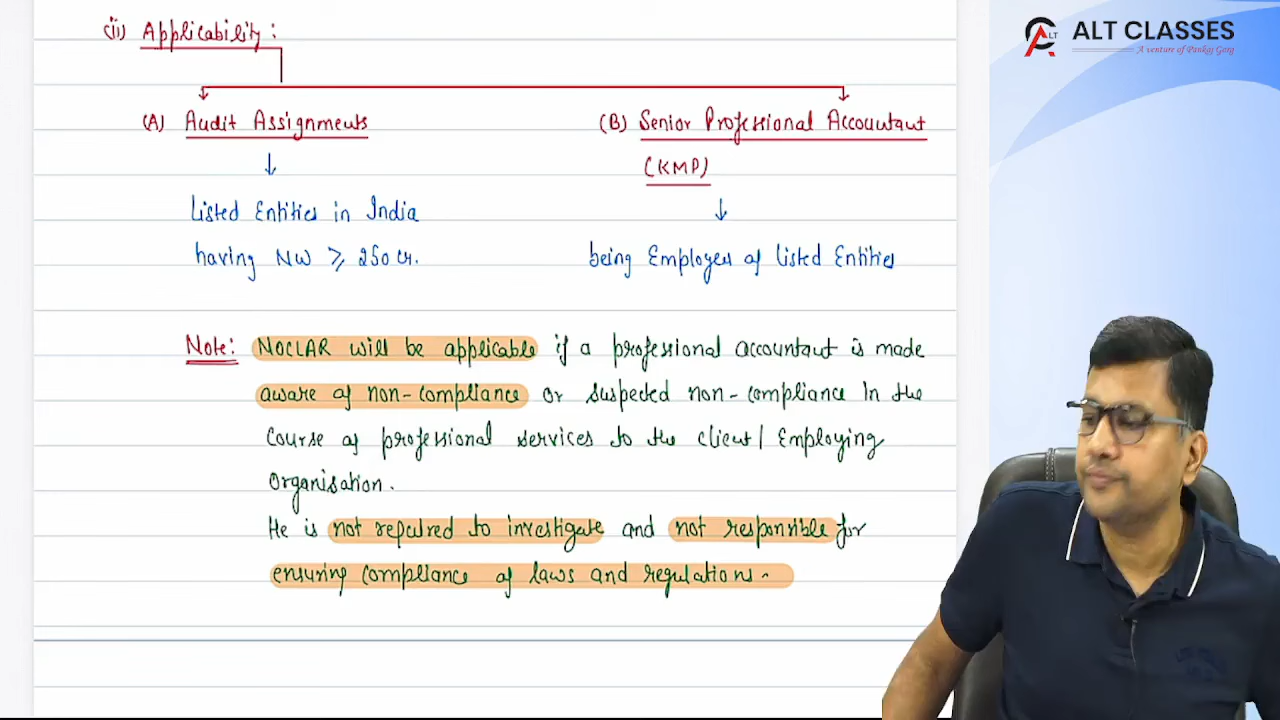 (ii) Applicability:
(A) Audit Assignments
(B) Senior Professional Accountant
(KMP)
Listed Entities in India
having NW ⩾ 250 Cr.
being Employees of Listed Entities
Note: NOCLAR will be applicable if a professional accountant is made
aware of non-compliance or suspected non-compliance In the
Course of professional services to the client/ Employing
Organisation.
He is not required to investigate and not responsible for
ensuring compliance of laws and regulations.
ALT CLASSES
A venture of Pankaj Garg
ALT